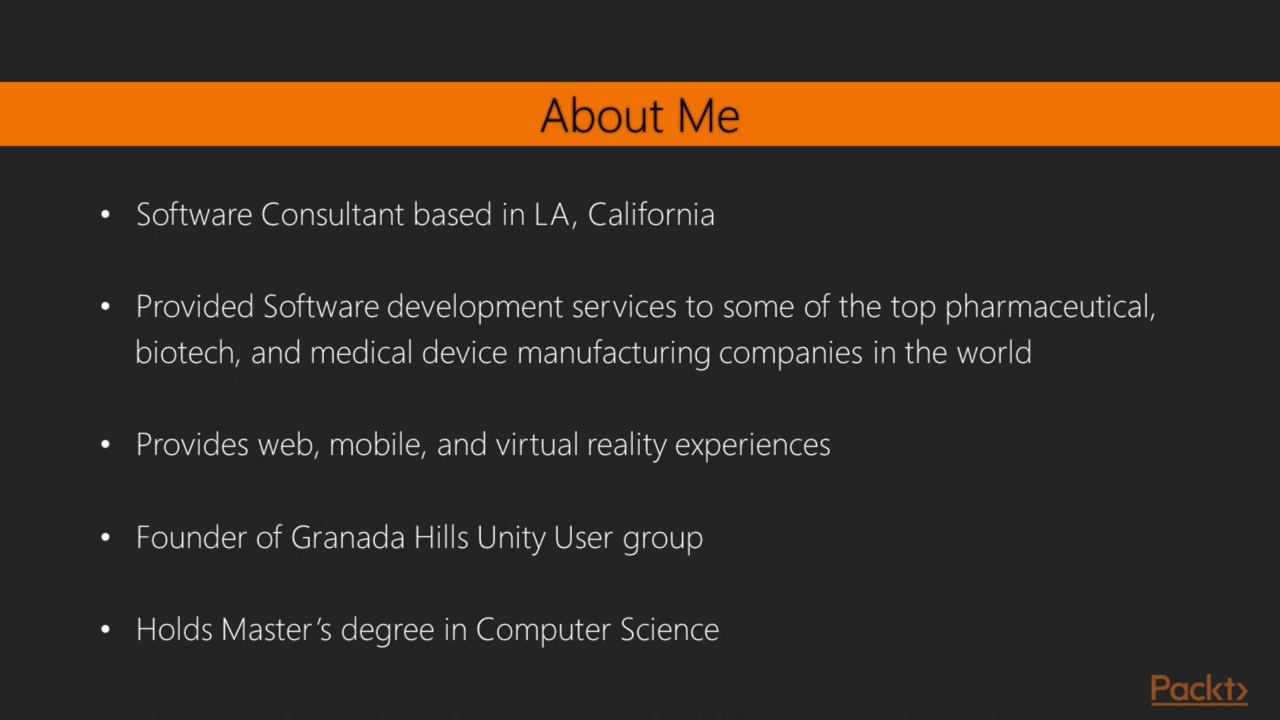 About Me
• Software Consultant based in LA, California
• Provided Software development services to some of the top pharmaceutical,
biotech, and medical device manufacturing companies in the world
• Provides web, mobile, and virtual reality experiences
• Founder of Granada Hills Unity User group
• Holds Master’s degree in Computer Science
Packt>